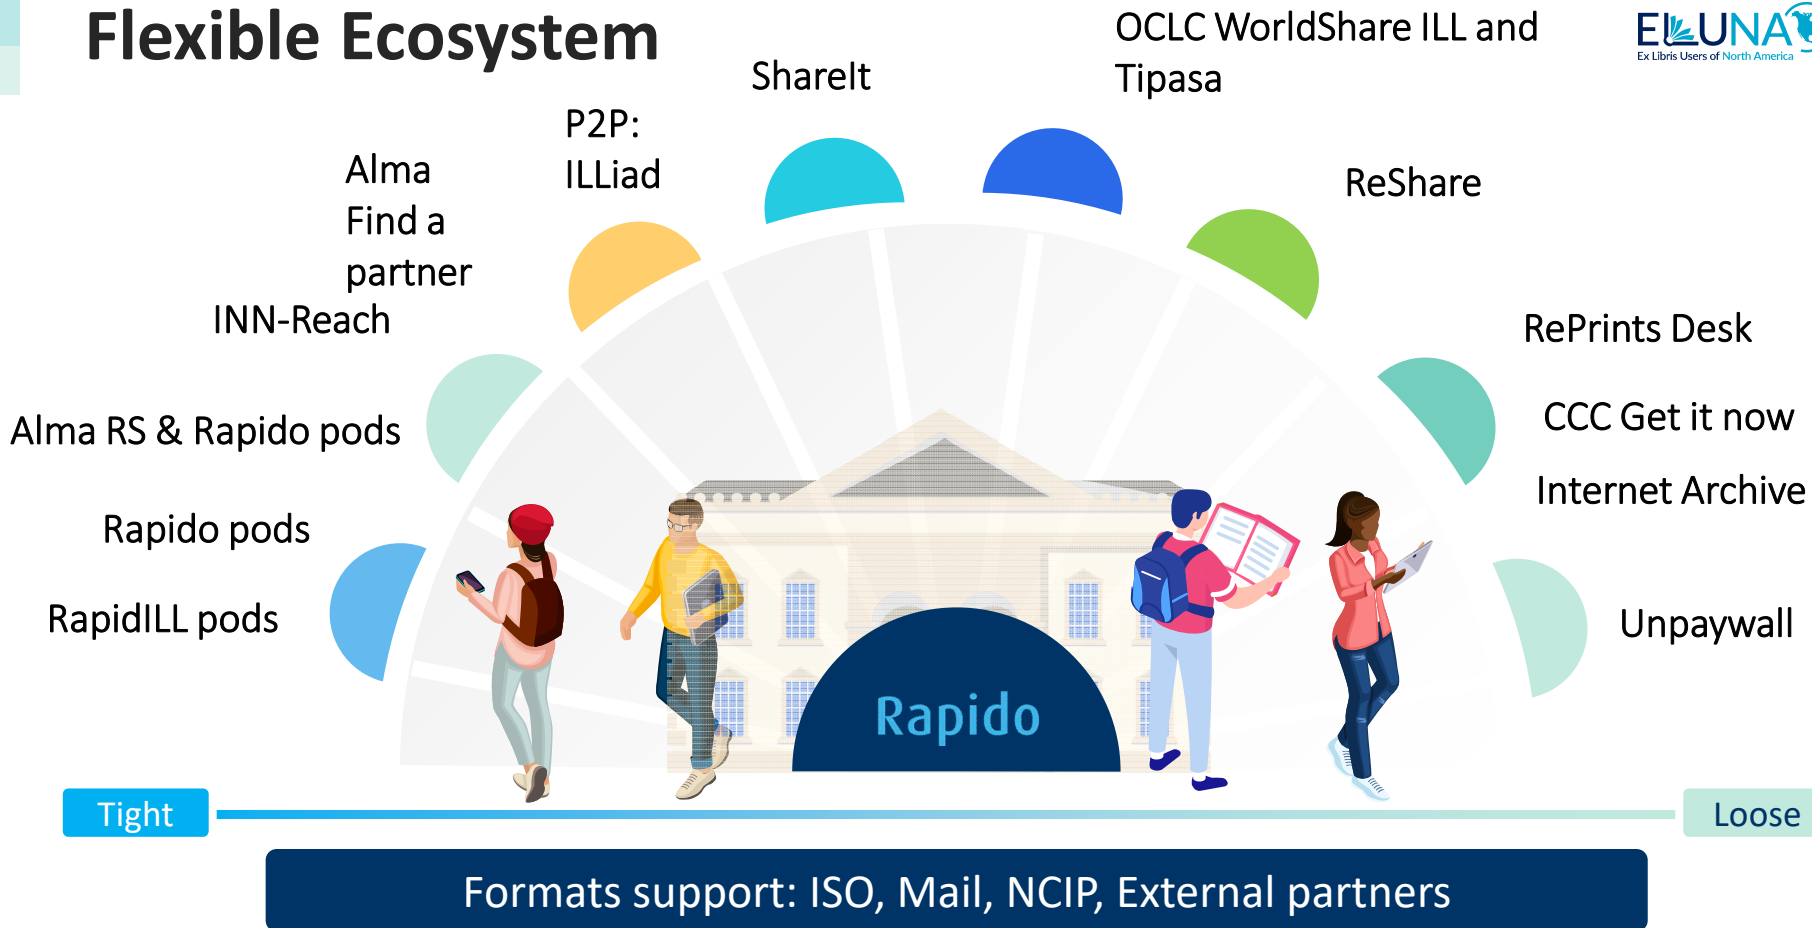 Flexible Ecosystem
OCLC WorldShare ILL and
Tipasa
ELUNA
Ex Libris Users of North America
ShareIt
P2P:
ILLiad
Alma
Find a
partner
ReShare
INN-Reach
RePrints Desk
Alma RS & Rapido pods
CCC Get it now
Internet Archive
Rapido pods
RapidILL pods
Unpaywall
Rapido
Tight
Loose
Formats support: ISO, Mail, NCIP, External partners